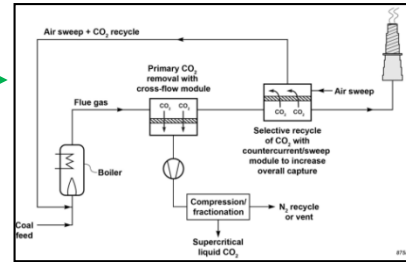 Air sweep + CO₂ recycle
Primary CO₂
removal with
cross-flow module
Flue gas
CO₂ CO₂
CO₂ CO₂
Air sweep
Selective recycle
of CO₂ with
countercurrent/sweep
module to increase
overall capture
Boiler
Coal
feed
Compression/
fractionation
N₂ recycle
or vent
Supercritical
liquid CO₂